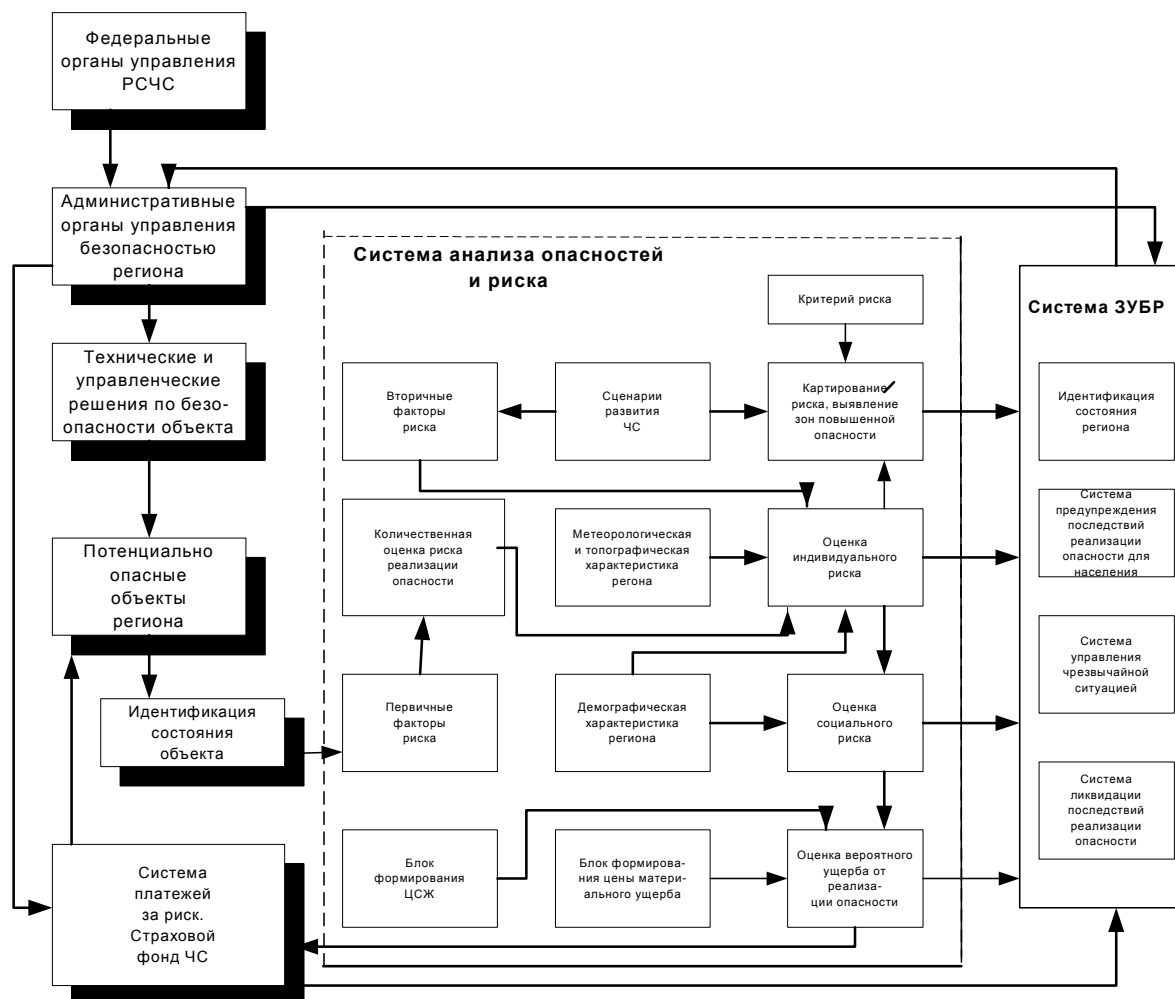 Федеральные
органы управления
РСЧС
Административные
органы управления
безопасностью
региона
Технические и
управленческие
решения по безо-
опасности объекта
Потенциально
опасные
объекты
региона
Идентификация
состояния
объекта
Система
платежей
за риск.
Страховой
фонд ЧС
Система анализа опасностей
и риска
Критерий риска
Вторичные
факторы
риска
Сценарии
развития
ЧС
Картирование
риска, выявление
зон повышенной
опасности
Количественная
оценка риска
реализации
опасности
Метеорологическая
и топографическая
характеристика
регона
Оценка
индивидуального
риска
Первичные
факторы
риска
Демографическая
характеристика
региона
Оценка
социального
риска
Блок
формирования
ЦСЖ
Блок формирова-
ния цены матери-
ального ущерба
Оценка вероятного
ущерба от
реализа-
ции опасности
Система ЗУБР
Идентификация
состояния
региона
Система
предупреждения
последствий
реализации
опасности для
населения
Система
управления
чрезвычайной
ситуацией
Система
ликвидации
последствий
реализации
опасности